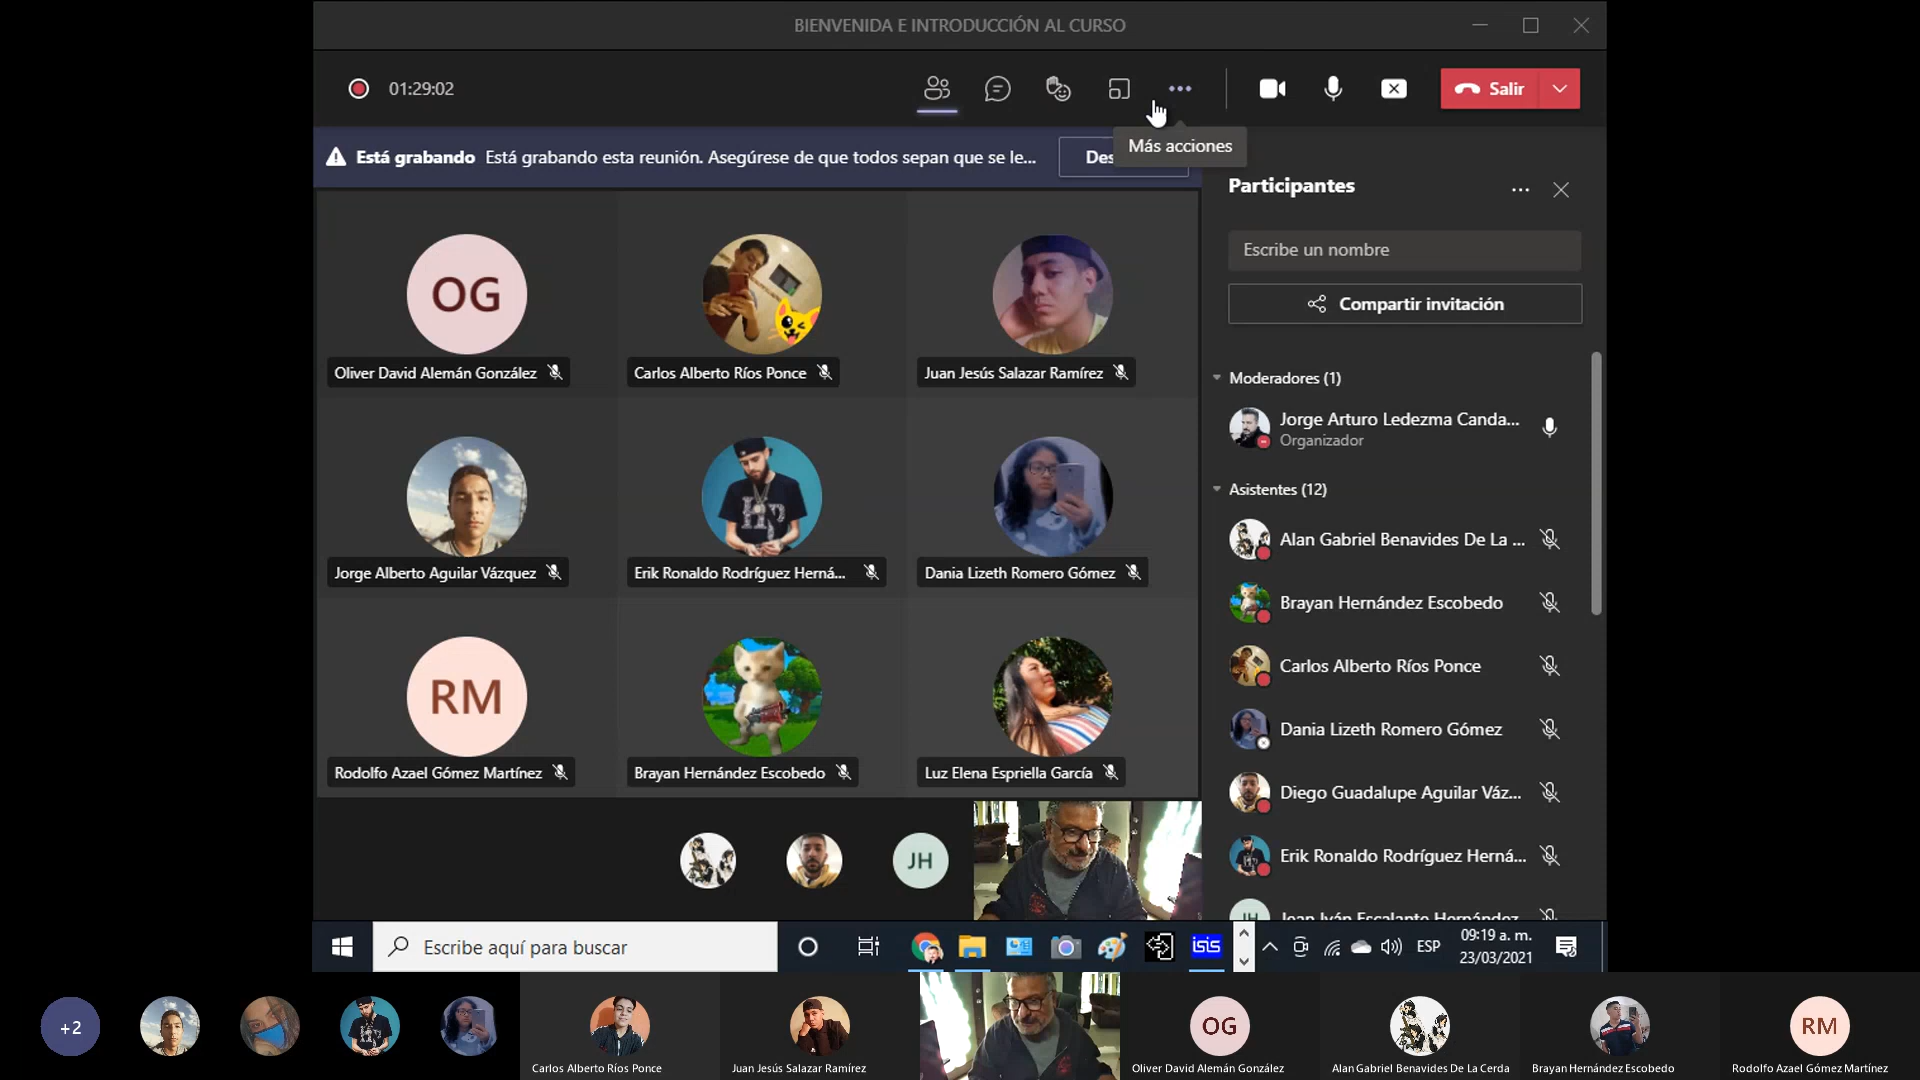 BIENVENIDA E INTRODUCCIÓN AL CURSO
01:29:02
Salir
Más acciones
Está grabando Está grabando esta reunión. Asegúrese de que todos sepan que se le...
Des
Participantes
Escribe un nombre
Compartir invitación
OG
Oliver David Alemán González
Carlos Alberto Ríos Ponce
Juan Jesús Salazar Ramírez
Jorge Alberto Aguilar Vázquez
Erik Ronaldo Rodríguez Herná...
Dania Lizeth Romero Gómez
RM
Rodolfo Azael Gómez Martínez
Brayan Hernández Escobedo
Luz Elena Espriella García
JH
Moderadores (1)
Jorge Arturo Ledezma Canda...
Organizador
Asistentes (12)
Alan Gabriel Benavides De La ...
Brayan Hernández Escobedo
Carlos Alberto Ríos Ponce
Dania Lizeth Romero Gómez
Diego Guadalupe Aguilar Váz...
Erik Ronaldo Rodríguez Herná...
JH
Jean Iván Escalante Hernández
Escribe aquí para buscar
isis
ESP
09:19 a. m.
23/03/2021
+2
Carlos Alberto Ríos Ponce
Juan Jesús Salazar Ramírez
OG
Oliver David Alemán González
Alan Gabriel Benavides De La Cerda
Brayan Hernández Escobedo
RM
Rodolfo Azael Gómez Martínez